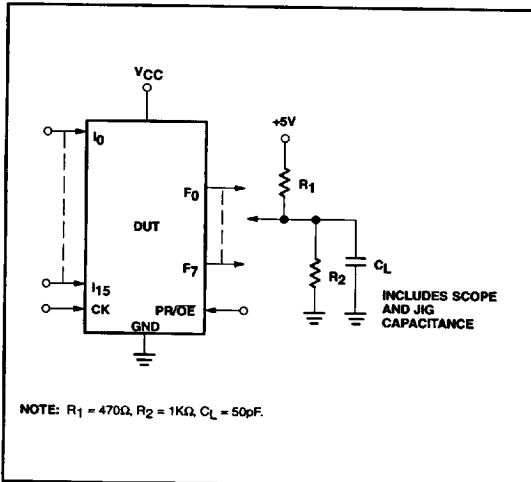 VCC
+5V
I0
R1
F0
DUT
F7
R2
CL
I15
CK
PR/OE
GND
INCLUDES SCOPE
AND JIG
CAPACITANCE
NOTE: R1 = 470Ω, R2 = 1KΩ, CL = 50pF.